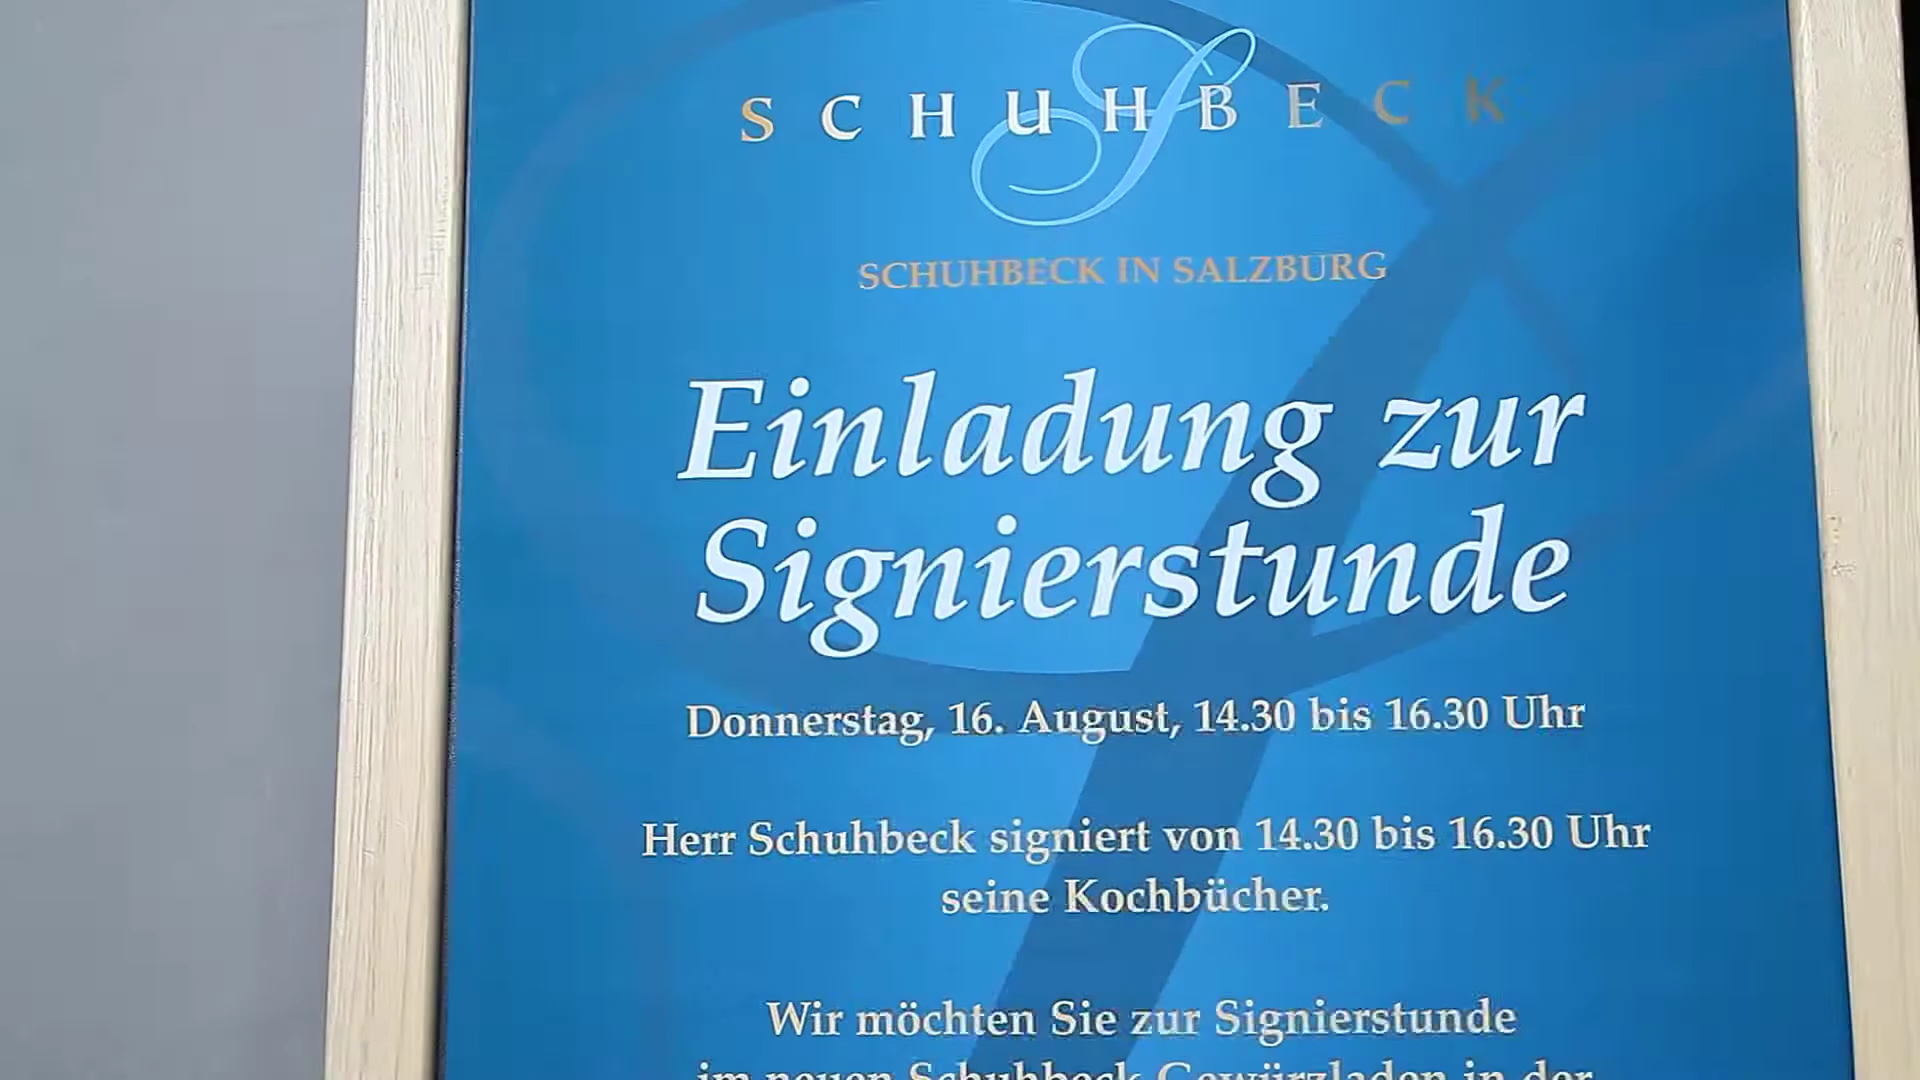 SCHUHBECK
SCHUHBECK IN SALZBURG
Einladung zur
Signierstunde
Donnerstag, 16. August, 14.30 bis 16.30 Uhr
Herr Schuhbeck signiert von 14.30 bis 16.30 Uhr
seine Kochbücher.
Wir möchten Sie zur Signierstunde
im neuen Schuhbeck Gewürzladen in der